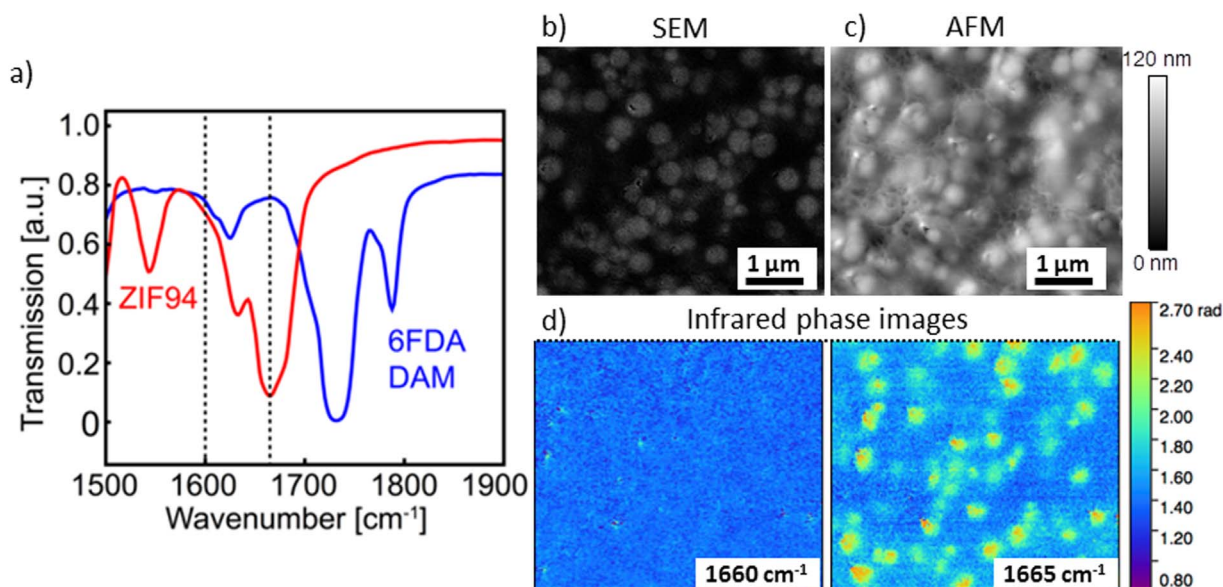 a)
1.0
0.8
0.6
0.4
0.2
0
Transmission [a.u.]
ZIF94
6FDA
DAM
1500 1600 1700 1800 1900
Wavenumber [cm-1]
b) SEM
1 μm
c) AFM
1 μm
120 nm
0 nm
d) Infrared phase images
1660 cm-1
1665 cm-1
2.70 rad
2.40
2.20
2.00
1.80
1.60
1.40
1.20
1.00
0.80